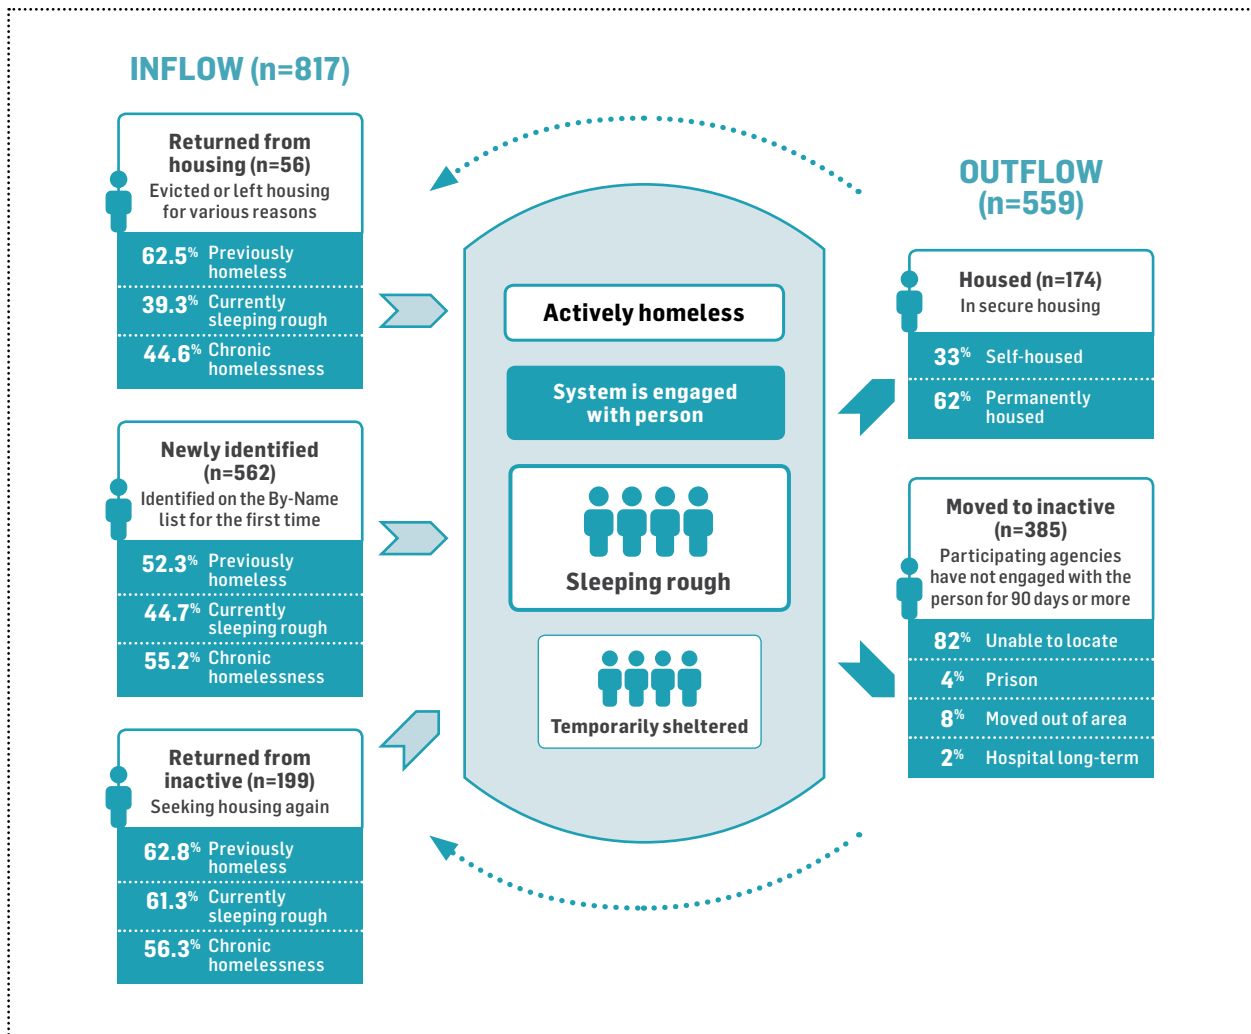 INFLOW (n=817)
Returned from
housing (n=56)
Evicted or left housing
for various reasons
62.5% Previously
homeless
39.3% Currently
sleeping rough
44.6% Chronic
homelessness
Newly identified
(n=562)
Identified on the By-Name
list for the first time
52.3% Previously
homeless
44.7% Currently
sleeping rough
55.2% Chronic
homelessness
Returned from
inactive (n=199)
Seeking housing again
62.8% Previously
homeless
61.3% Currently
sleeping rough
56.3% Chronic
homelessness
Actively homeless
System is engaged
with person
Sleeping rough
Temporarily sheltered
OUTFLOW
(n=559)
Housed (n=174)
In secure housing
33% Self-housed
62% Permanently
housed
Moved to inactive
(n=385)
Participating agencies
have not engaged with the
person for 90 days or more
82% Unable to locate
4% Prison
8% Moved out of area
2% Hospital long-term